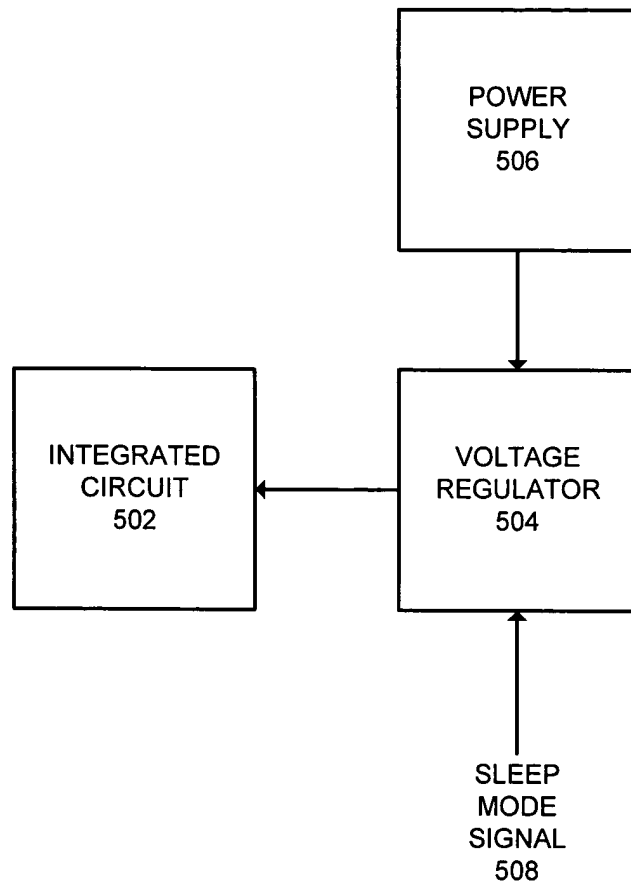 POWER
SUPPLY
506
INTEGRATED
CIRCUIT
502
VOLTAGE
REGULATOR
504
SLEEP
MODE
SIGNAL
508